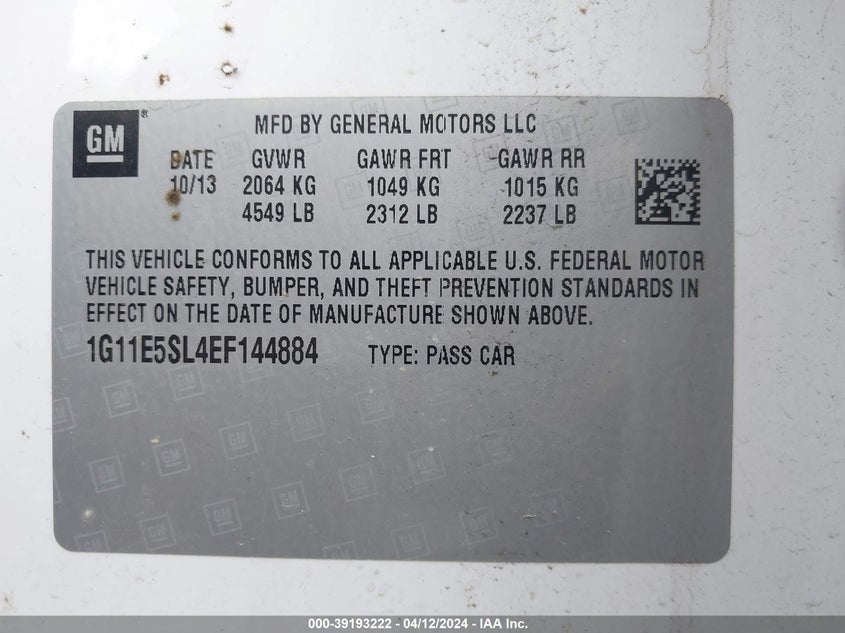 GM
®
MFD BY GENERAL MOTORS LLC
DATE GVWR GAWR FRT GAWR RR
10/13 2064 KG 1049 KG 1015 KG
4549 LB 2312 LB 2237 LB
THIS VEHICLE CONFORMS TO ALL APPLICABLE U.S. FEDERAL MOTOR
VEHICLE SAFETY, BUMPER, AND THEFT PREVENTION STANDARDS IN
EFFECT ON THE DATE OF MANUFACTURE SHOWN ABOVE.
1G11E5SL4EF144884 TYPE: PASS CAR
000-39193222 - 04/12/2024 - IAA Inc.